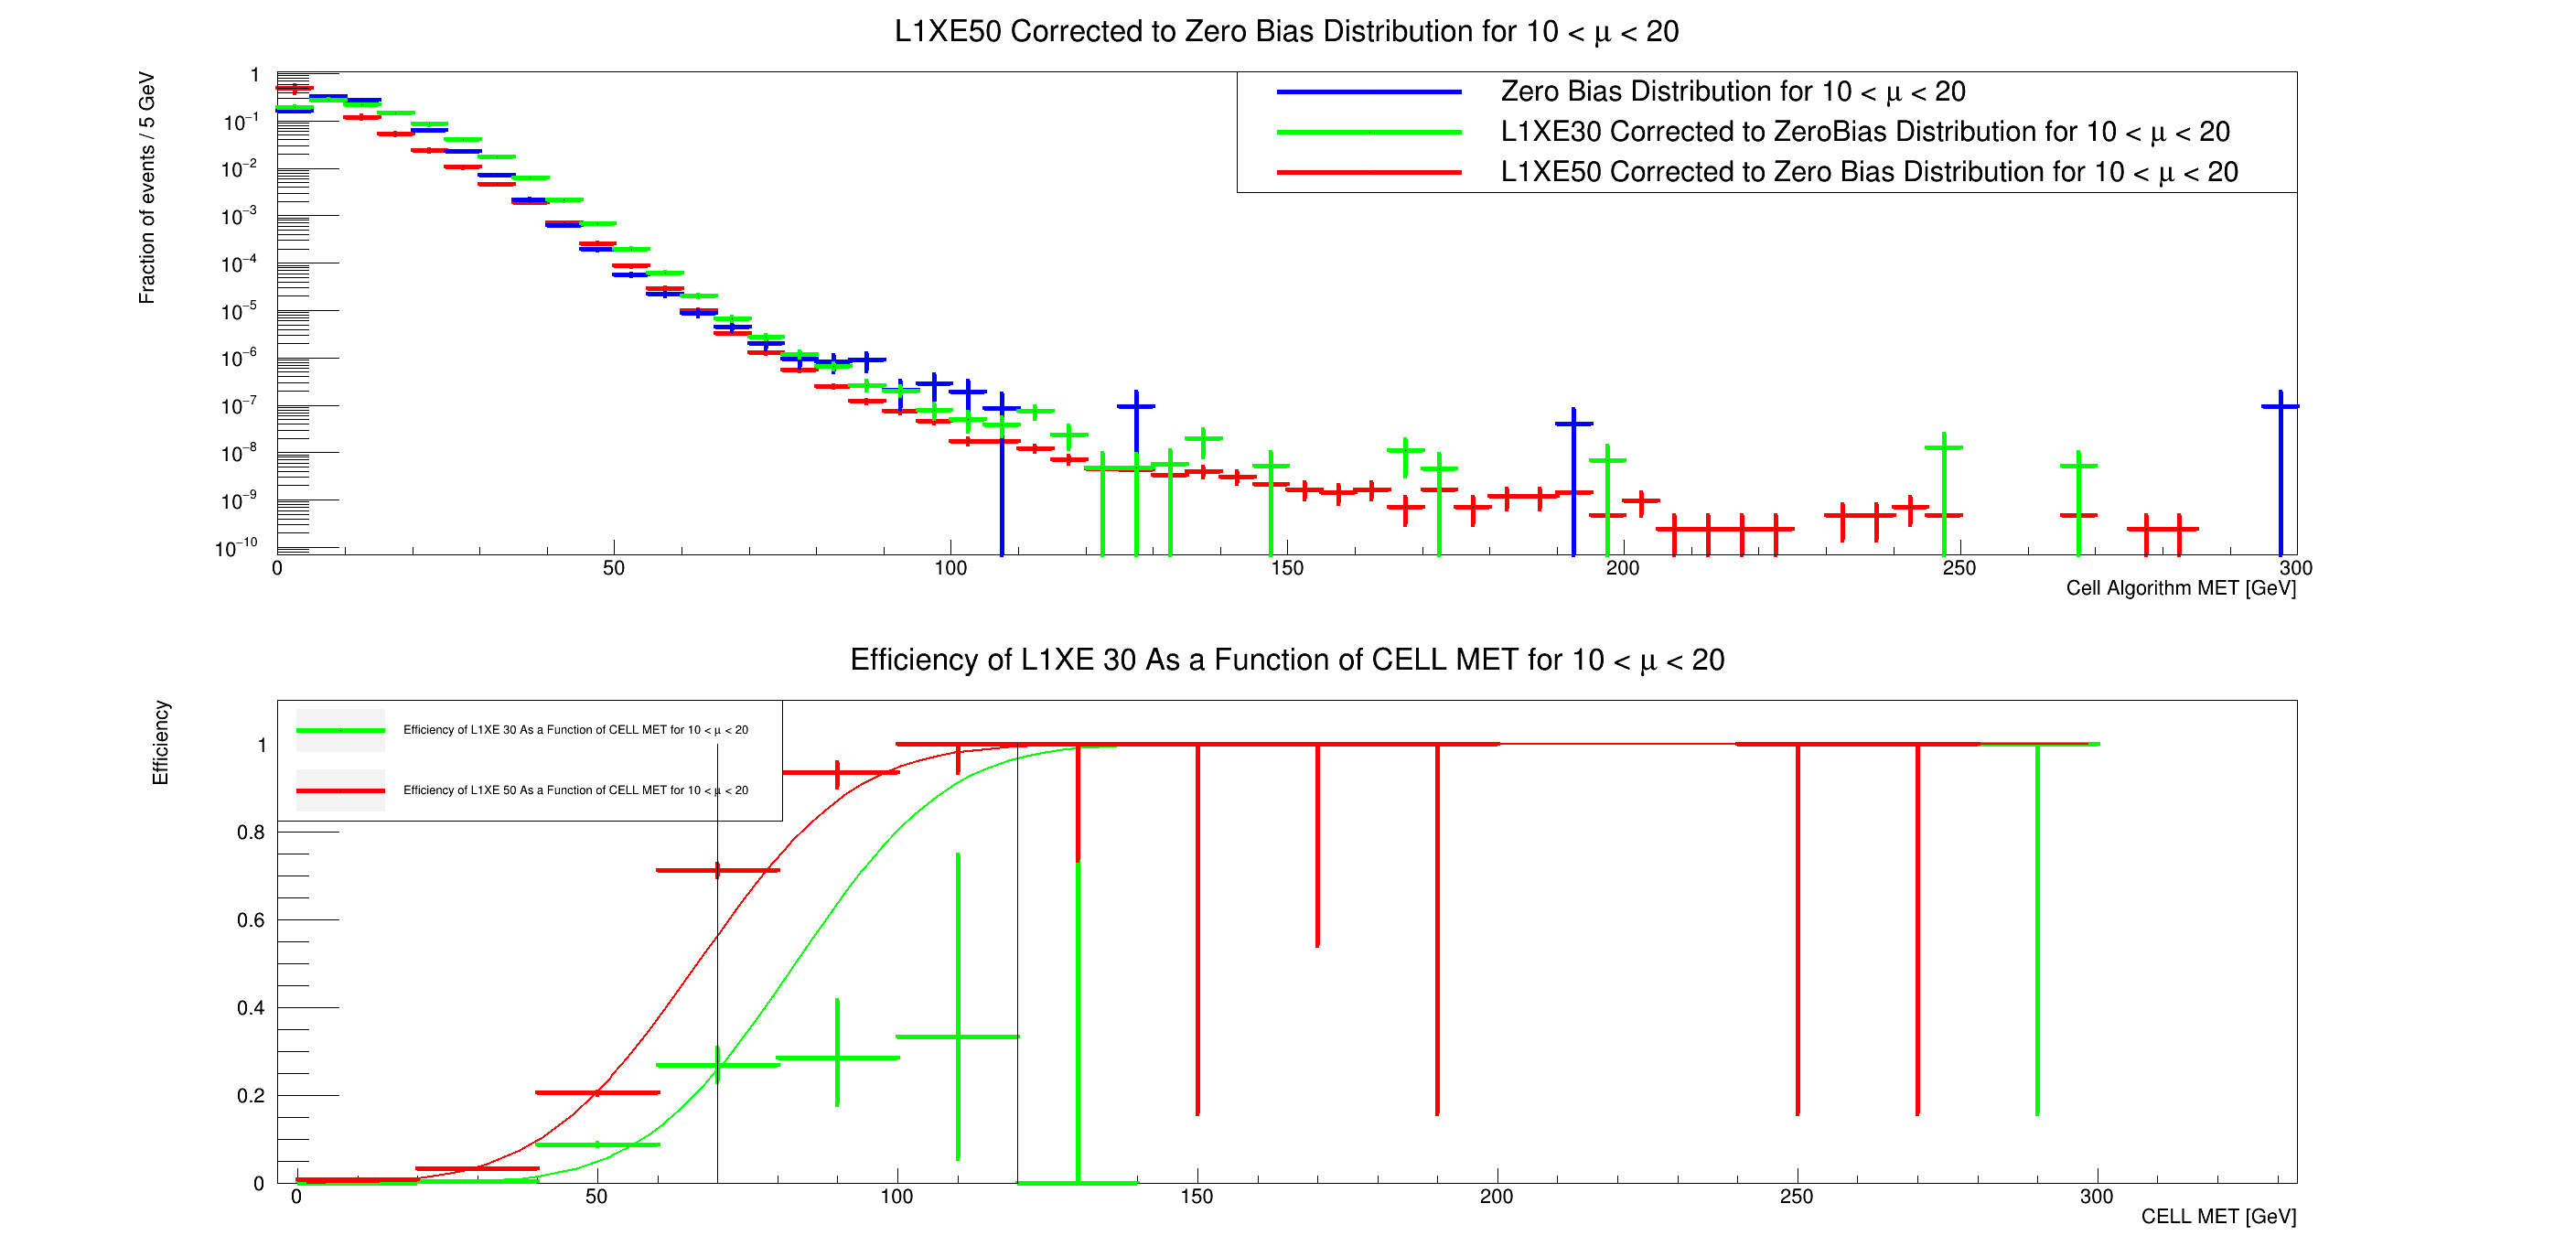 L1XE50 Corrected to Zero Bias Distribution for 10 < μ < 20
Fraction of events / 5 GeV
1
10⁻¹
10⁻²
10⁻³
10⁻⁴
10⁻⁵
10⁻⁶
10⁻⁷
10⁻⁸
10⁻⁹
10⁻¹⁰
Zero Bias Distribution for 10 < μ < 20
L1XE30 Corrected to ZeroBias Distribution for 10 < μ < 20
L1XE50 Corrected to Zero Bias Distribution for 10 < μ < 20
0 50 100 150 200 250 300
Cell Algorithm MET [GeV]
Efficiency of L1XE 30 As a Function of CELL MET for 10 < μ < 20
Efficiency
Efficiency of L1XE 30 As a Function of CELL MET for 10 < μ < 20
Efficiency of L1XE 50 As a Function of CELL MET for 10 < μ < 20
1
0.8
0.6
0.4
0.2
0
0 50 100 150 200 250 300
CELL MET [GeV]